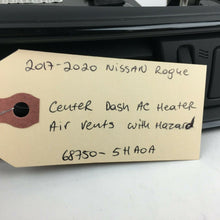 2017-2020 NISSAN Rogue
Center Dash AC Heater
Air Vents with Hazard
68750-5HA0A